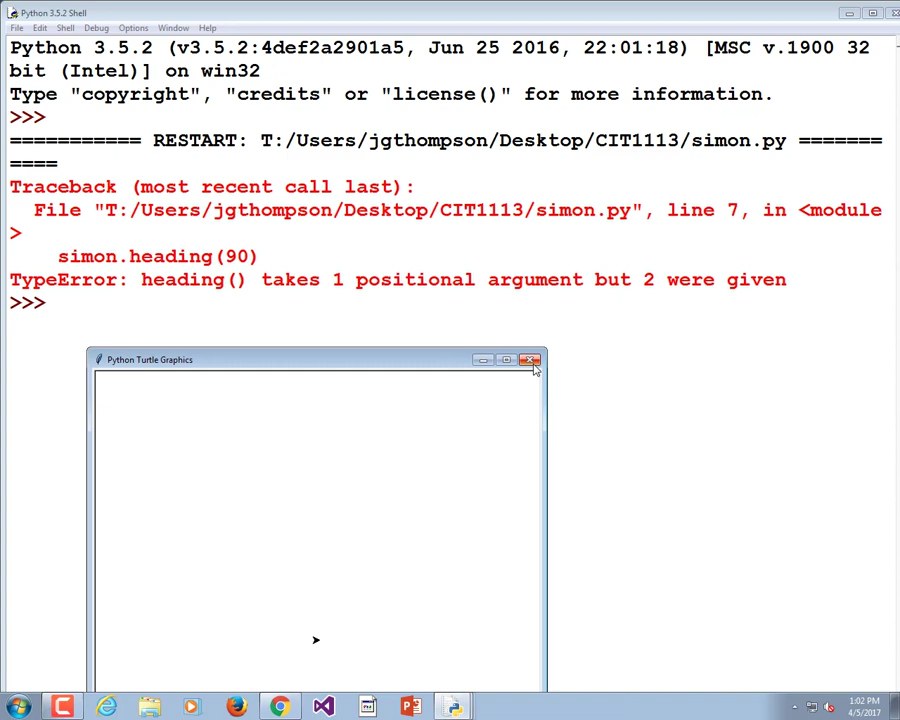 Python 3.5.2 Shell
File Edit Shell Debug Options Window Help
Python 3.5.2 (v3.5.2:4def2a2901a5, Jun 25 2016, 22:01:18) [MSC v.1900 32
bit (Intel)] on win32
Type "copyright", "credits" or "license()" for more information.
>>>
=========== RESTART: T:/Users/jgthompson/Desktop/CIT1113/simon.py =======
====
Traceback (most recent call last):
File "T:/Users/jgthompson/Desktop/CIT1113/simon.py", line 7, in <module
>
simon.heading(90)
TypeError: heading() takes 1 positional argument but 2 were given
>>>
Python Turtle Graphics
1:02 PM
4/5/2017